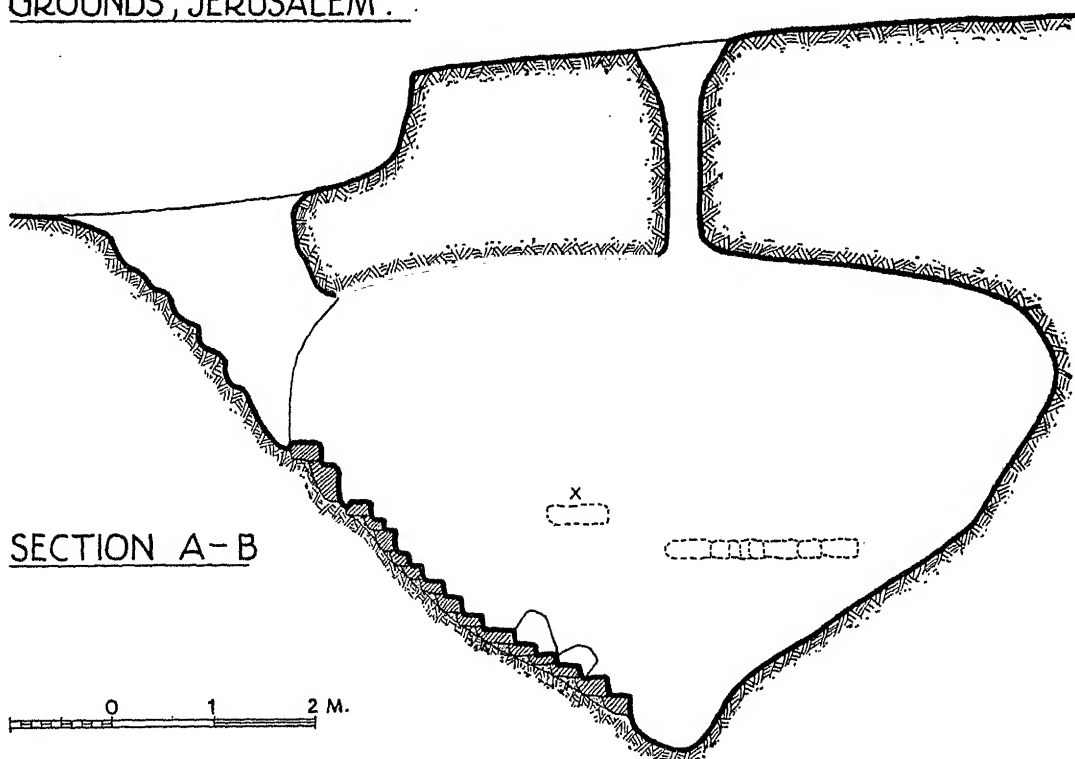 GROUNDS, JERUSALEM.
X
SECTION A-B
0 1 2 M.